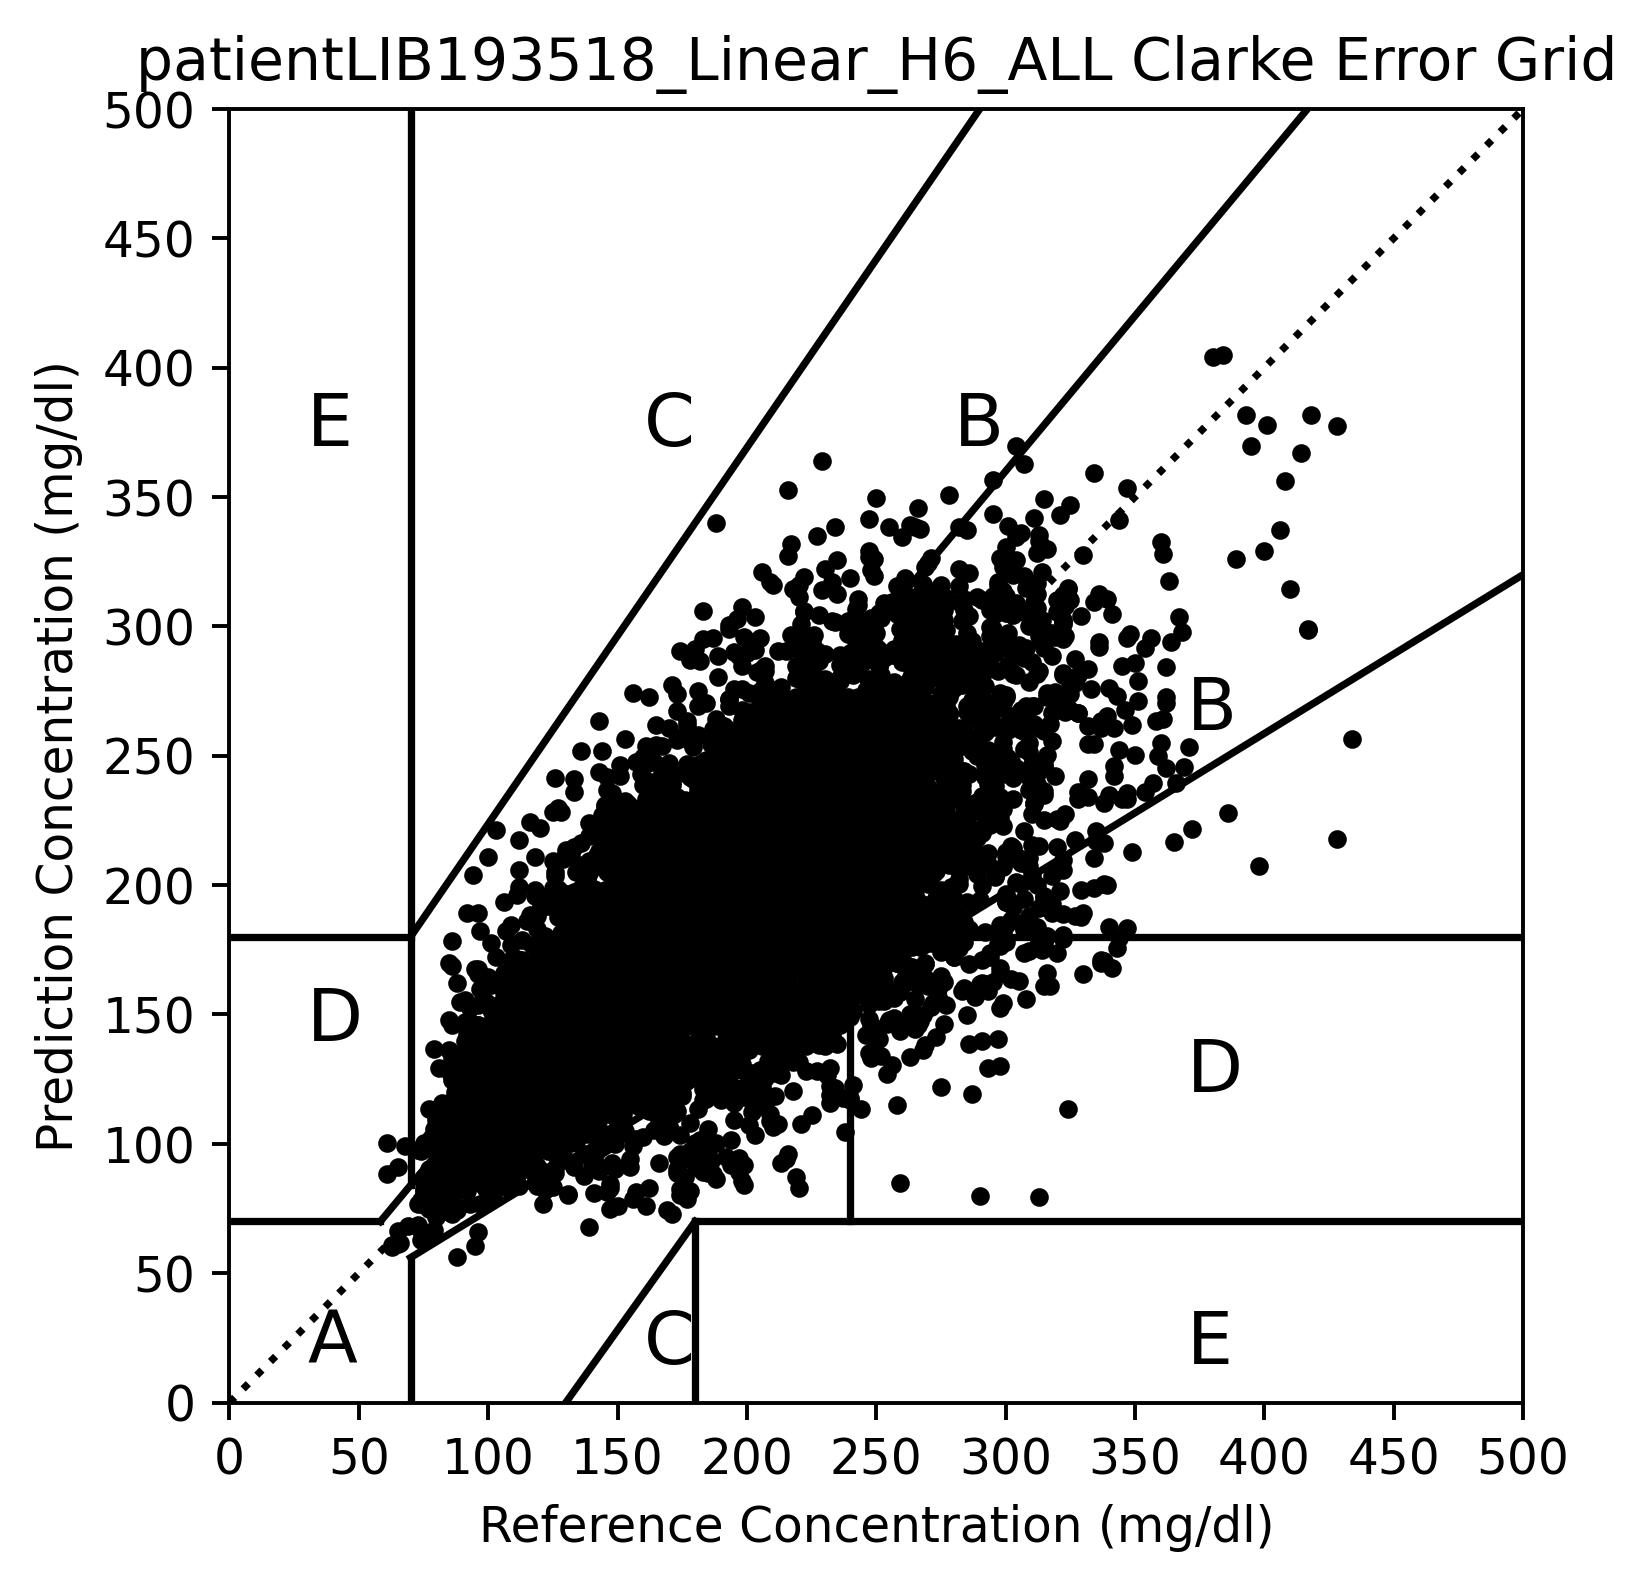 patientLIB193518_Linear_H6_ALL Clarke Error Grid
Prediction Concentration (mg/dl)
500
450
400
350
300
250
200
150
100
50
0
E
C
B
B
D
D
A
C
E
0 50 100 150 200 250 300 350 400 450 500
Reference Concentration (mg/dl)